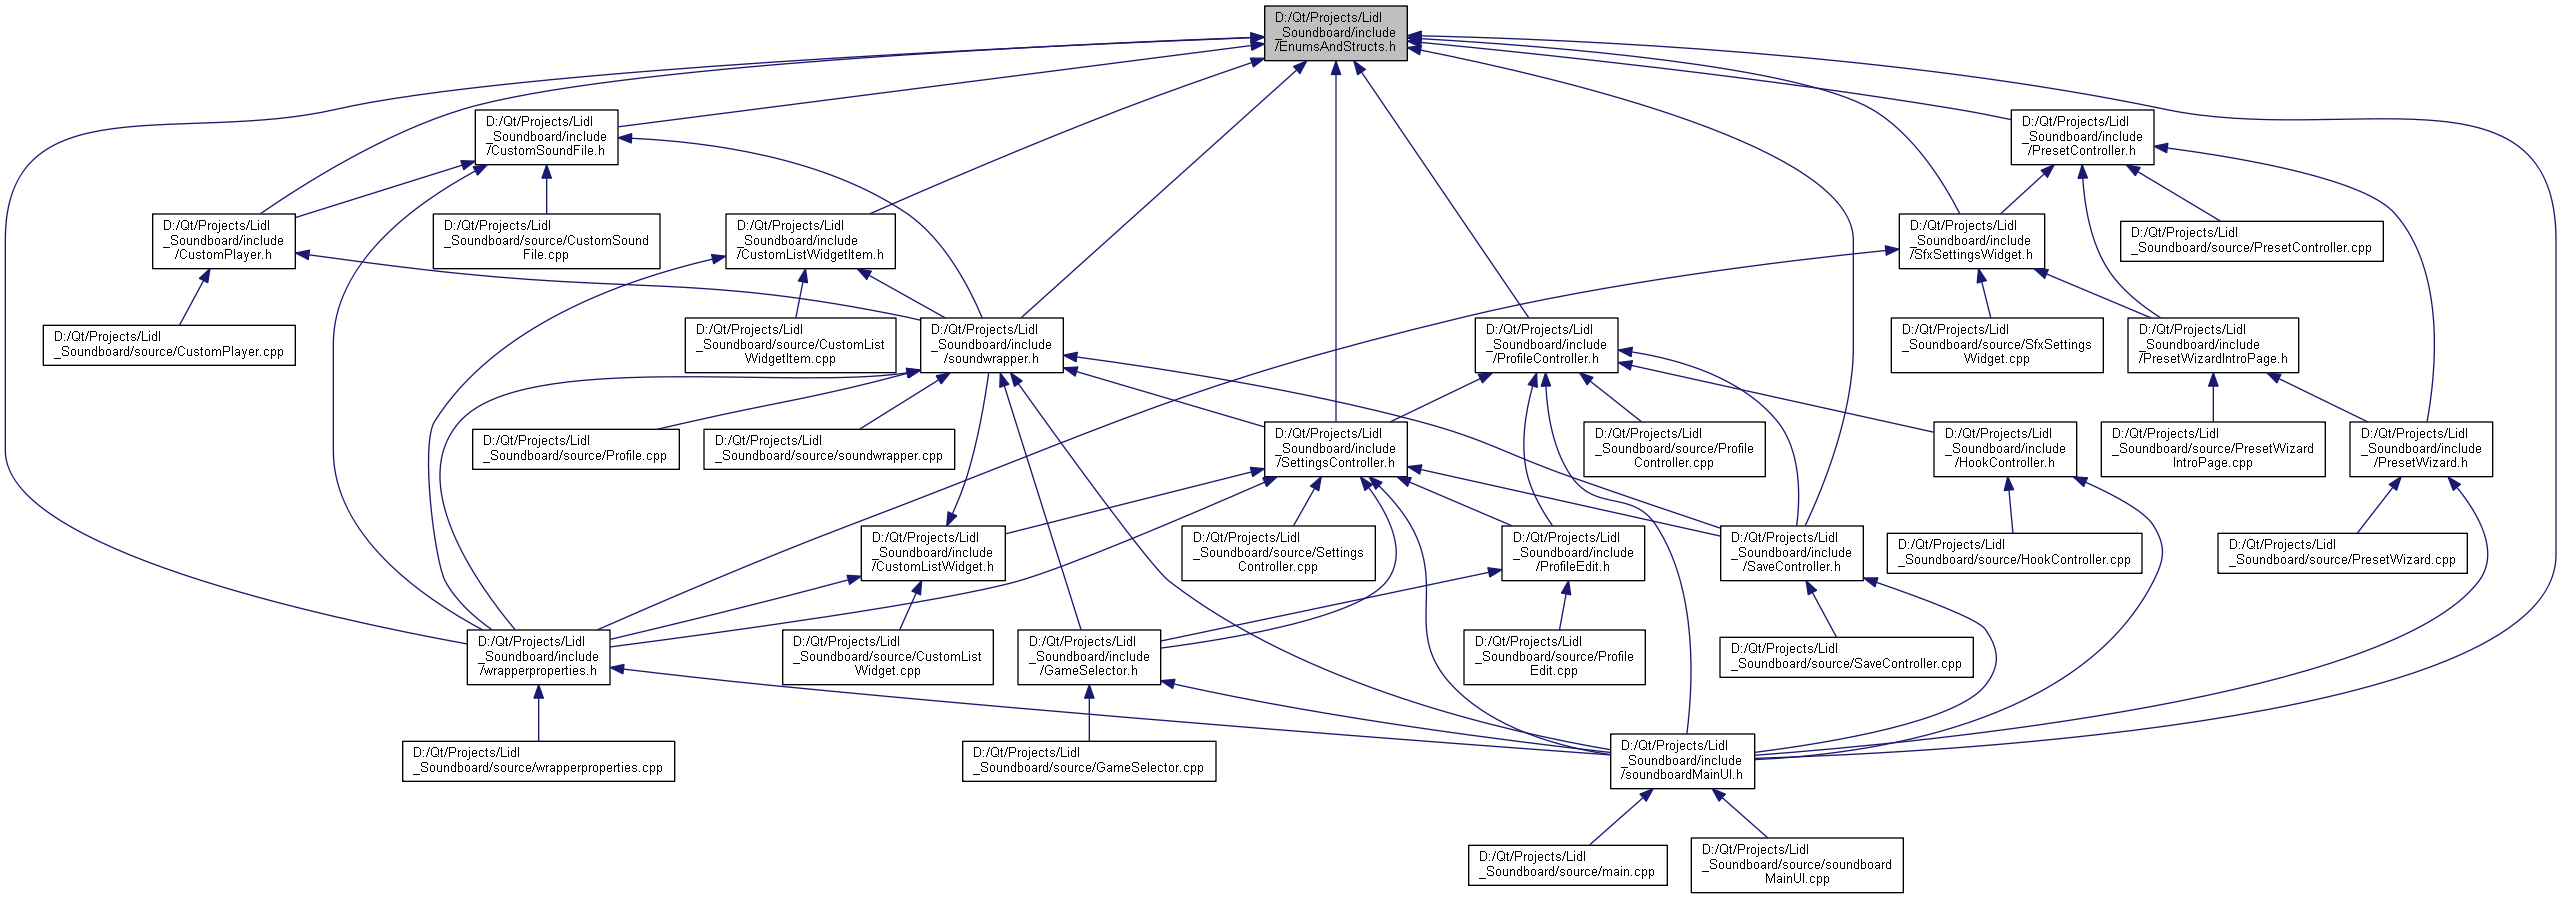 D:/Qt/Projects/Lidl
_Soundboard/include
/EnumsAndStructs.h
D:/Qt/Projects/Lidl
_Soundboard/include
/CustomSoundFile.h
D:/Qt/Projects/Lidl
_Soundboard/include
/PresetController.h
D:/Qt/Projects/Lidl
_Soundboard/include
/CustomPlayer.h
D:/Qt/Projects/Lidl
_Soundboard/source/CustomSound
File.cpp
D:/Qt/Projects/Lidl
_Soundboard/include
/CustomListWidgetItem.h
D:/Qt/Projects/Lidl
_Soundboard/include
/SfxSettingsWidget.h
D:/Qt/Projects/Lidl
_Soundboard/source/PresetController.cpp
D:/Qt/Projects/Lidl
_Soundboard/source/CustomPlayer.cpp
D:/Qt/Projects/Lidl
_Soundboard/source/CustomList
WidgetItem.cpp
D:/Qt/Projects/Lidl
_Soundboard/include
/soundwrapper.h
D:/Qt/Projects/Lidl
_Soundboard/include
/ProfileController.h
D:/Qt/Projects/Lidl
_Soundboard/source/SfxSettings
Widget.cpp
D:/Qt/Projects/Lidl
_Soundboard/include
/PresetWizardIntroPage.h
D:/Qt/Projects/Lidl
_Soundboard/source/Profile.cpp
D:/Qt/Projects/Lidl
_Soundboard/source/soundwrapper.cpp
D:/Qt/Projects/Lidl
_Soundboard/include
/SettingsController.h
D:/Qt/Projects/Lidl
_Soundboard/source/Profile
Controller.cpp
D:/Qt/Projects/Lidl
_Soundboard/include
/HookController.h
D:/Qt/Projects/Lidl
_Soundboard/source/PresetWizard
IntroPage.cpp
D:/Qt/Projects/Lidl
_Soundboard/include
/PresetWizard.h
D:/Qt/Projects/Lidl
_Soundboard/include
/CustomListWidget.h
D:/Qt/Projects/Lidl
_Soundboard/source/Settings
Controller.cpp
D:/Qt/Projects/Lidl
_Soundboard/include
/ProfileEdit.h
D:/Qt/Projects/Lidl
_Soundboard/include
/SaveController.h
D:/Qt/Projects/Lidl
_Soundboard/source/HookController.cpp
D:/Qt/Projects/Lidl
_Soundboard/source/PresetWizard.cpp
D:/Qt/Projects/Lidl
_Soundboard/include
/wrapperproperties.h
D:/Qt/Projects/Lidl
_Soundboard/source/CustomList
Widget.cpp
D:/Qt/Projects/Lidl
_Soundboard/include
/GameSelector.h
D:/Qt/Projects/Lidl
_Soundboard/source/Profile
Edit.cpp
D:/Qt/Projects/Lidl
_Soundboard/source/SaveController.cpp
D:/Qt/Projects/Lidl
_Soundboard/source/wrapperproperties.cpp
D:/Qt/Projects/Lidl
_Soundboard/source/GameSelector.cpp
D:/Qt/Projects/Lidl
_Soundboard/include
/soundboardMainUI.h
D:/Qt/Projects/Lidl
_Soundboard/source/main.cpp
D:/Qt/Projects/Lidl
_Soundboard/source/soundboard
MainUI.cpp